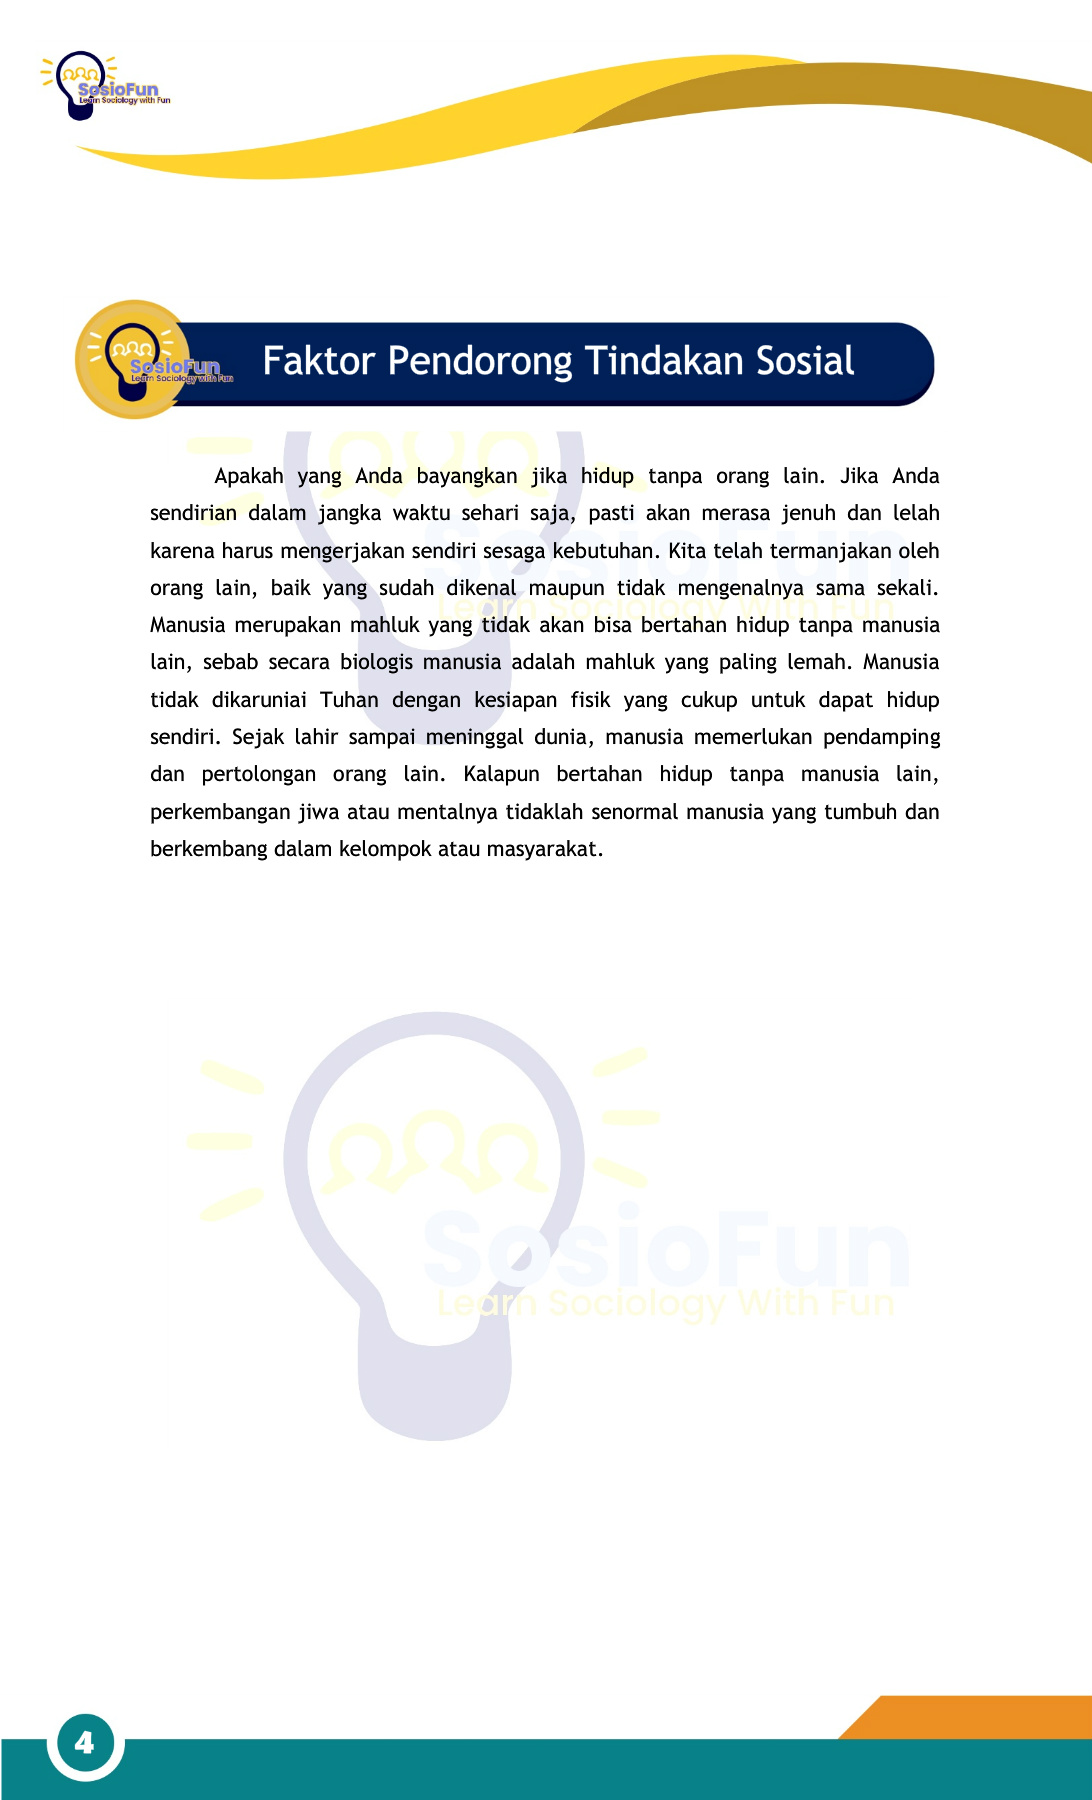 SosioFun
Learn Sociology with Fun
SosioFun
Learn Sociology with Fun
Faktor Pendorong Tindakan Sosial
Apakah yang Anda bayangkan jika hidup tanpa orang lain. Jika Anda
sendirian dalam jangka waktu sehari saja, pasti akan merasa jenuh dan lelah
karena harus mengerjakan sendiri sesaga kebutuhan. Kita telah termanjakan oleh
orang lain, baik yang sudah dikenal maupun tidak mengenalnya sama sekali.
Manusia merupakan mahluk yang tidak akan bisa bertahan hidup tanpa manusia
lain, sebab secara biologis manusia adalah mahluk yang paling lemah. Manusia
tidak dikaruniai Tuhan dengan kesiapan fisik yang cukup untuk dapat hidup
sendiri. Sejak lahir sampai meninggal dunia, manusia memerlukan pendamping
dan pertolongan orang lain. Kalapun bertahan hidup tanpa manusia lain,
perkembangan jiwa atau mentalnya tidaklah senormal manusia yang tumbuh dan
berkembang dalam kelompok atau masyarakat.
SosioFun
Learn Sociology With Fun
SosioFun
Learn Sociology With Fun
4